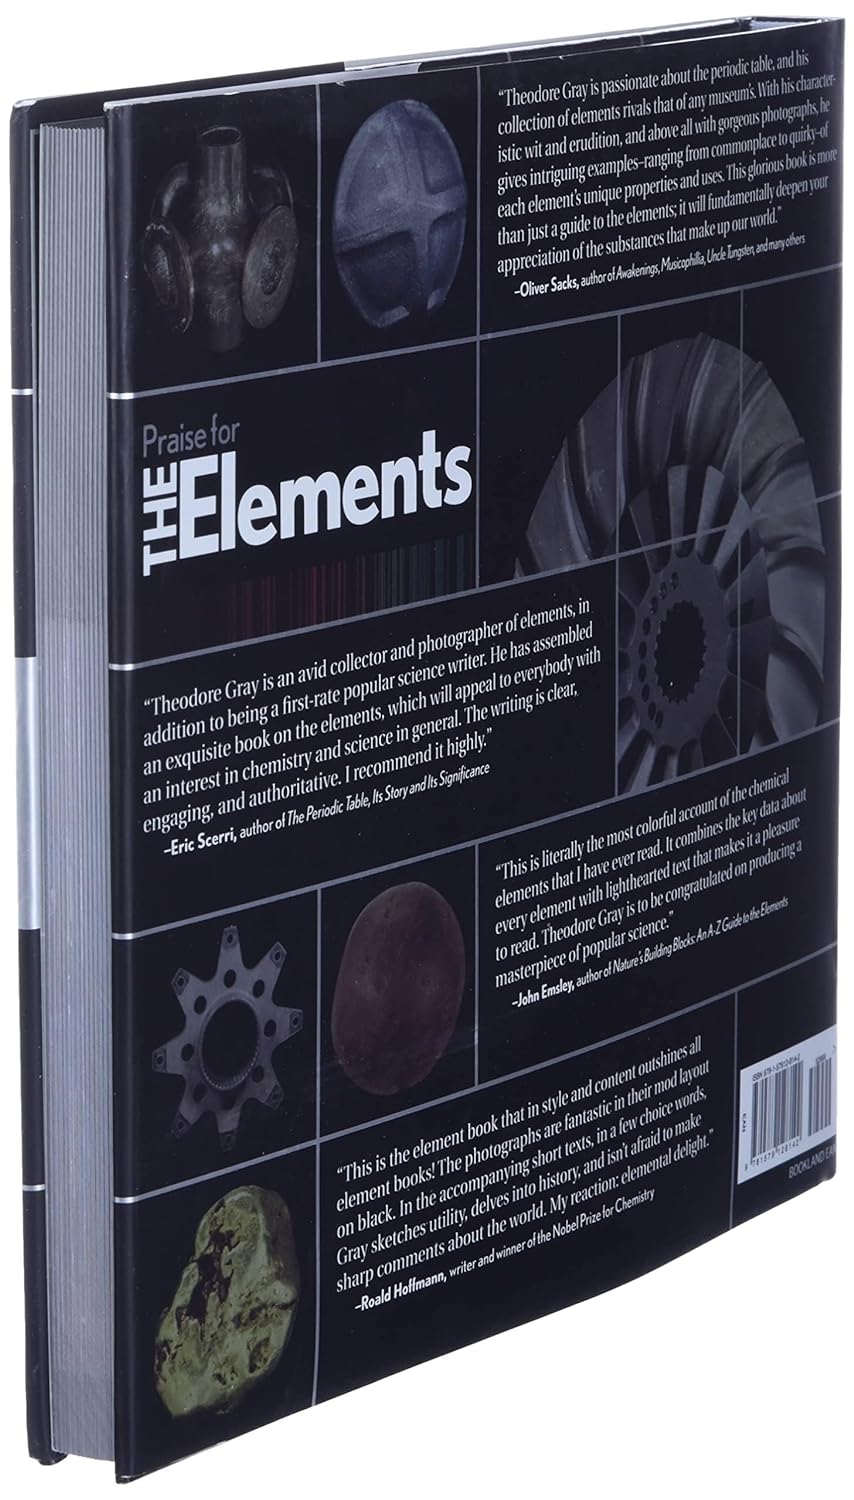 “Theodore Gray is passionate about the periodic table, and his
collection of elements rivals that of any museum’s. With his character-
istic wit and erudition, and above all with gorgeous photographs, he
gives intriguing examples–ranging from commonplace to quirky–of
each element’s unique properties and uses. This glorious book is more
than just a guide to the elements; it will fundamentally deepen your
appreciation of the substances that make up our world.”
–Oliver Sacks, author of Awakenings, Musicophilia, Uncle Tungsten, and many others
Praise for
THE Elements
“Theodore Gray is an avid collector and photographer of elements, in
addition to being a first-rate popular science writer. He has assembled
an exquisite book on the elements, which will appeal to everybody with
an interest in chemistry and science in general. The writing is clear,
engaging, and authoritative. I recommend it highly.”
–Eric Scerri, author of The Periodic Table, Its Story and Its Significance
“This is literally the most colorful account of the chemical
elements that I have ever read. It combines the key data about
every element with lighthearted text that makes it a pleasure
to read. Theodore Gray is to be congratulated on producing a
masterpiece of popular science.”
–John Emsley, author of Nature’s Building Blocks: An A-Z Guide to the Elements
“This is the element book that in style and content outshines all
element books! The photographs are fantastic in their mod layout
on black. In the accompanying short texts, in a few choice words,
Gray sketches utility, delves into history, and isn’t afraid to make
sharp comments about the world. My reaction: elemental delight.”
–Roald Hoffmann, writer and winner of the Nobel Prize for Chemistry
ISBN 978-1-57912-814-2
EAN
9 781579 128142
BOOKLAND EAN